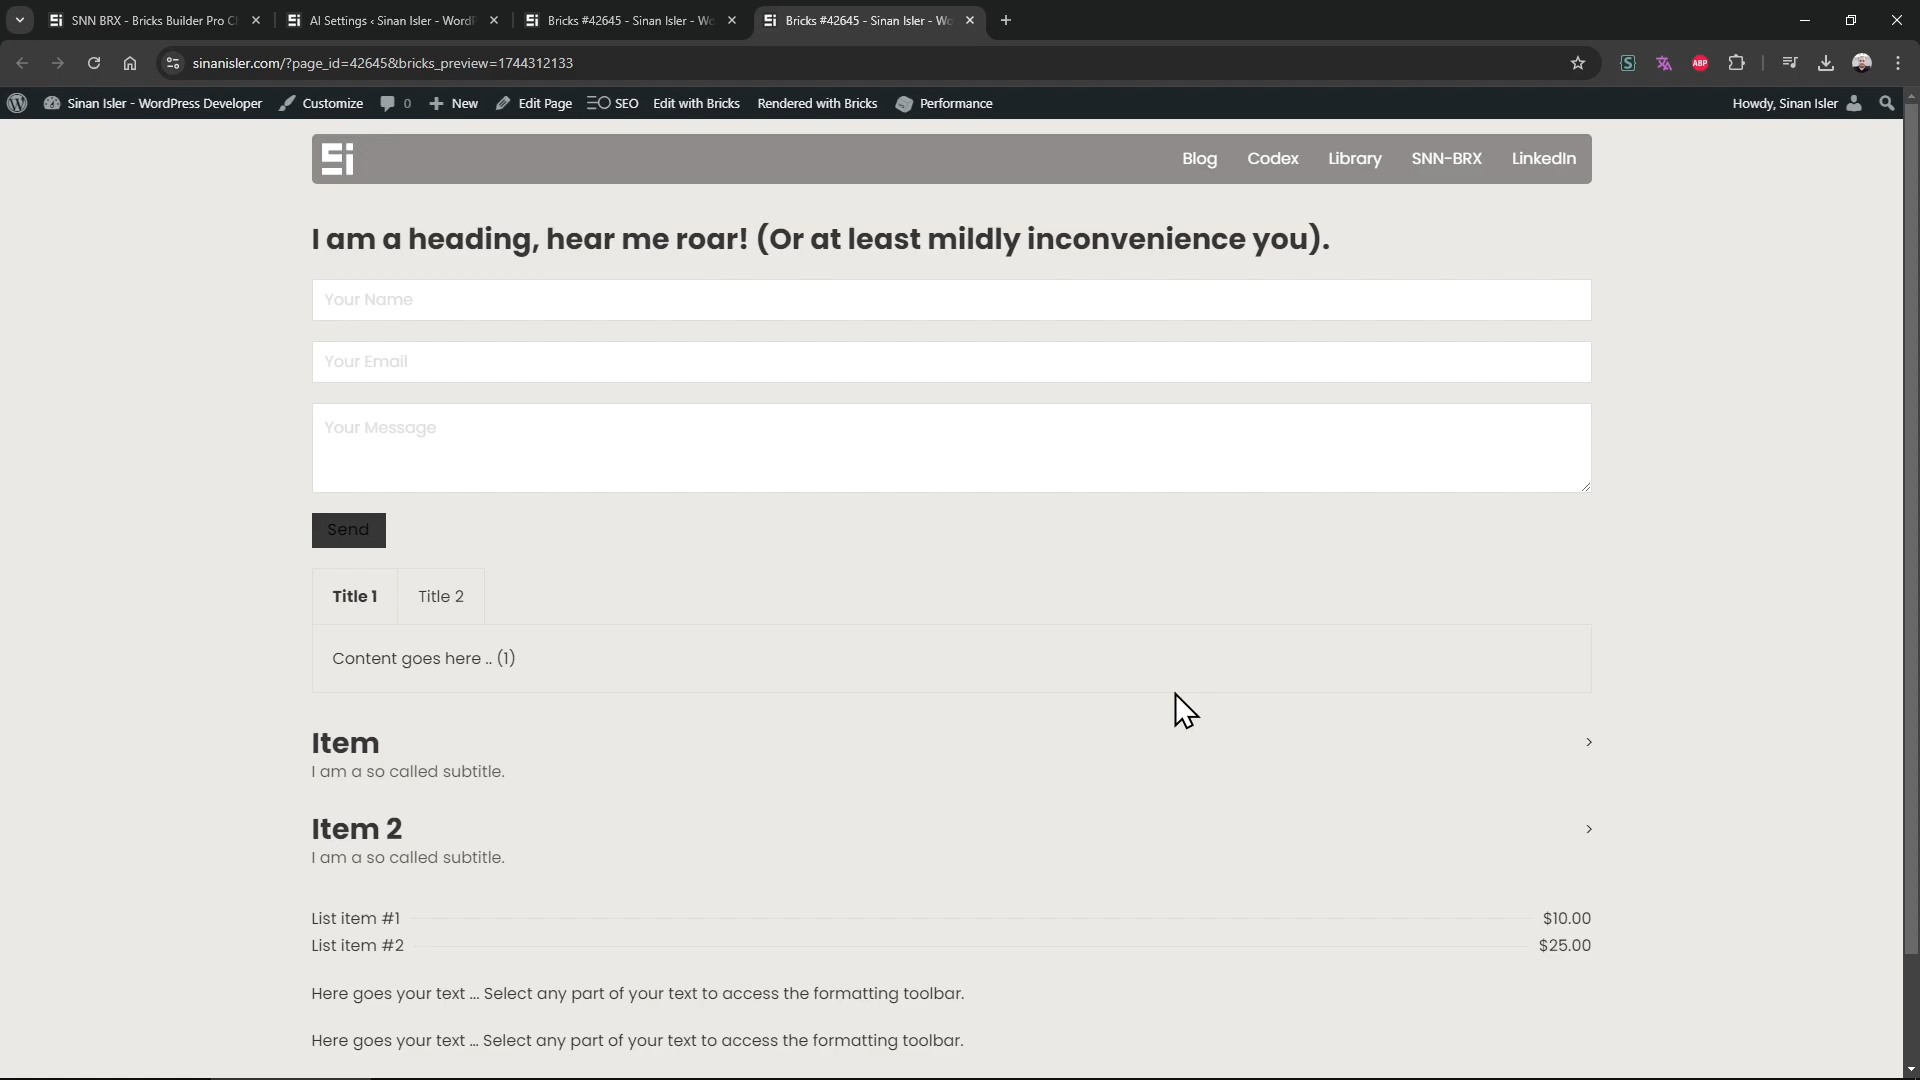 SNN BRX - Bricks Builder Pro Ch
AI Settings ‹ Sinan Isler - WordP
Bricks #42645 - Sinan Isler - Wo
Bricks #42645 - Sinan Isler - Wo
sinanisler.com/?page_id=42645&bricks_preview=1744312133
S
ABP
Sinan Isler - WordPress Developer
Customize
0
New
Edit Page
SEO
Edit with Bricks
Rendered with Bricks
Performance
Howdy, Sinan Isler
Si
Blog
Codex
Library
SNN-BRX
LinkedIn
I am a heading, hear me roar! (Or at least mildly inconvenience you).
Your Name
Your Email
Your Message
Send
Title 1
Title 2
Content goes here .. (1)
Item
I am a so called subtitle.
Item 2
I am a so called subtitle.
List item #1 $10.00
List item #2 $25.00
Here goes your text ... Select any part of your text to access the formatting toolbar.
Here goes your text ... Select any part of your text to access the formatting toolbar.